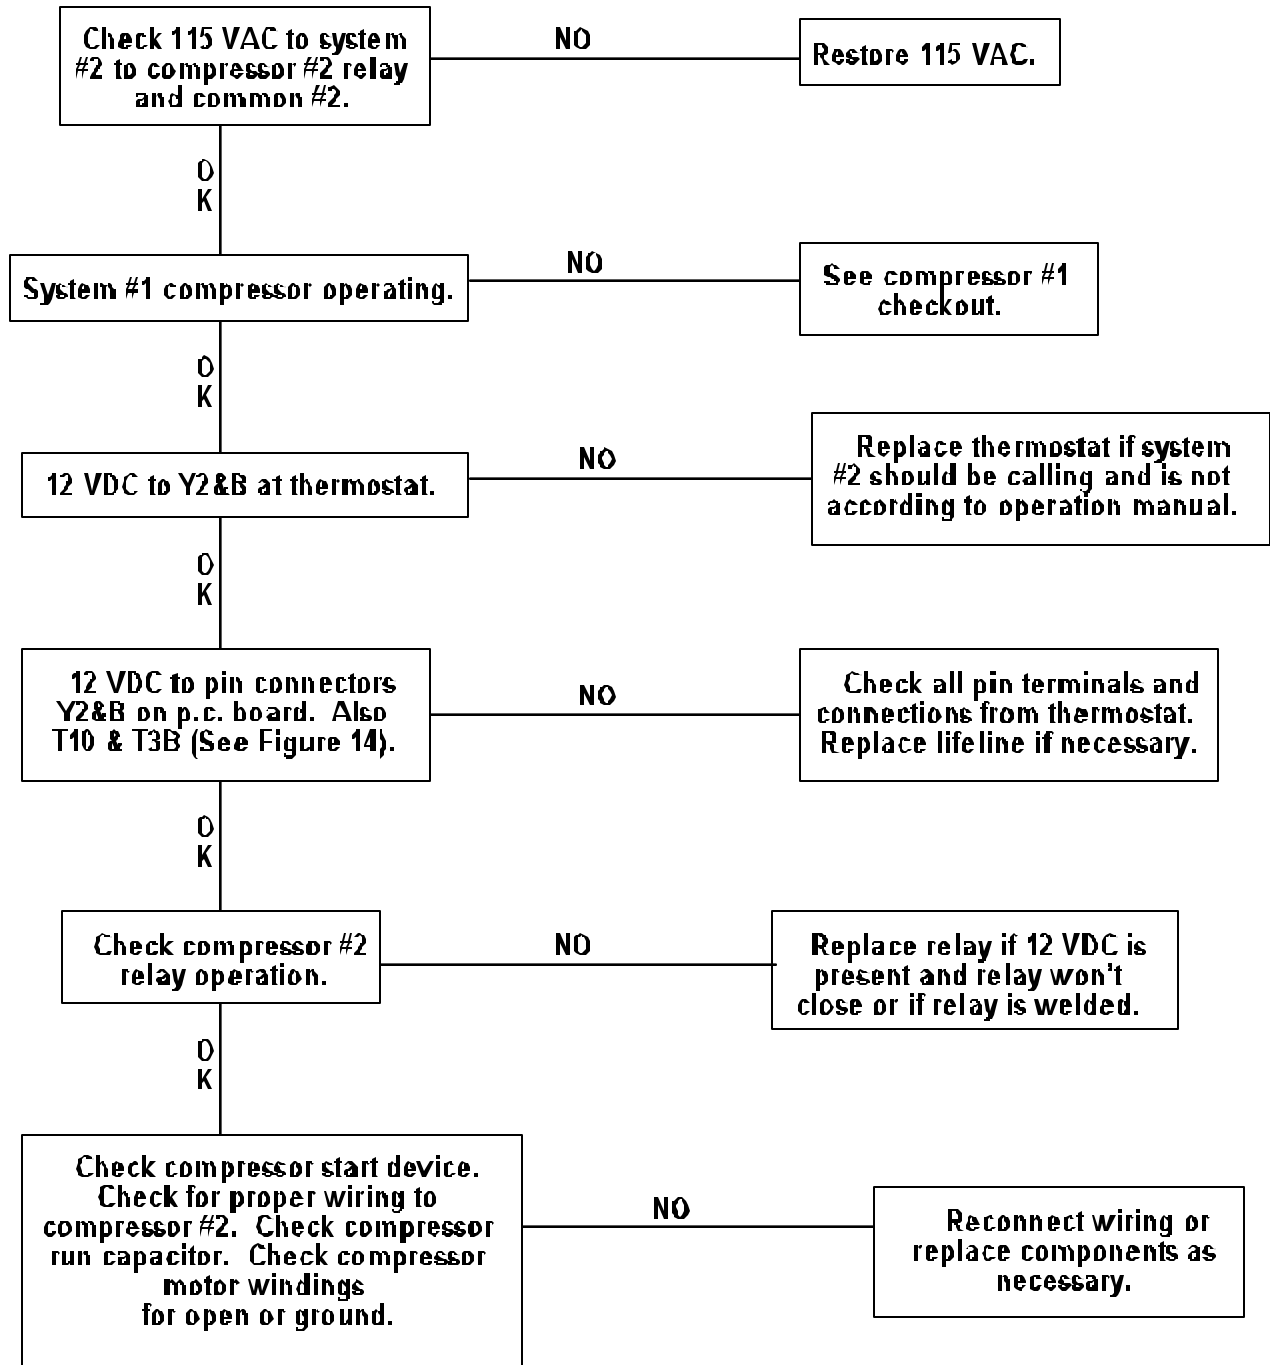 Check 115 VAC to system
#2 to compressor #2 relay
and common #2.
NO
Restore 115 VAC.
O
K
System #1 compressor operating.
NO
See compressor #1
checkout.
O
K
12 VDC to Y2&B at thermostat.
NO
Replace thermostat if system
#2 should be calling and is not
according to operation manual.
O
K
12 VDC to pin connectors
Y2&B on p.c. board. Also
T10 & T3B (See Figure 14).
NO
Check all pin terminals and
connections from thermostat.
Replace lifeline if necessary.
O
K
Check compressor #2
relay operation.
NO
Replace relay if 12 VDC is
present and relay won't
close or if relay is welded.
O
K
Check compressor start device.
Check for proper wiring to
compressor #2. Check compressor
run capacitor. Check compressor
motor windings
for open or ground.
NO
Reconnect wiring or
replace components as
necessary.